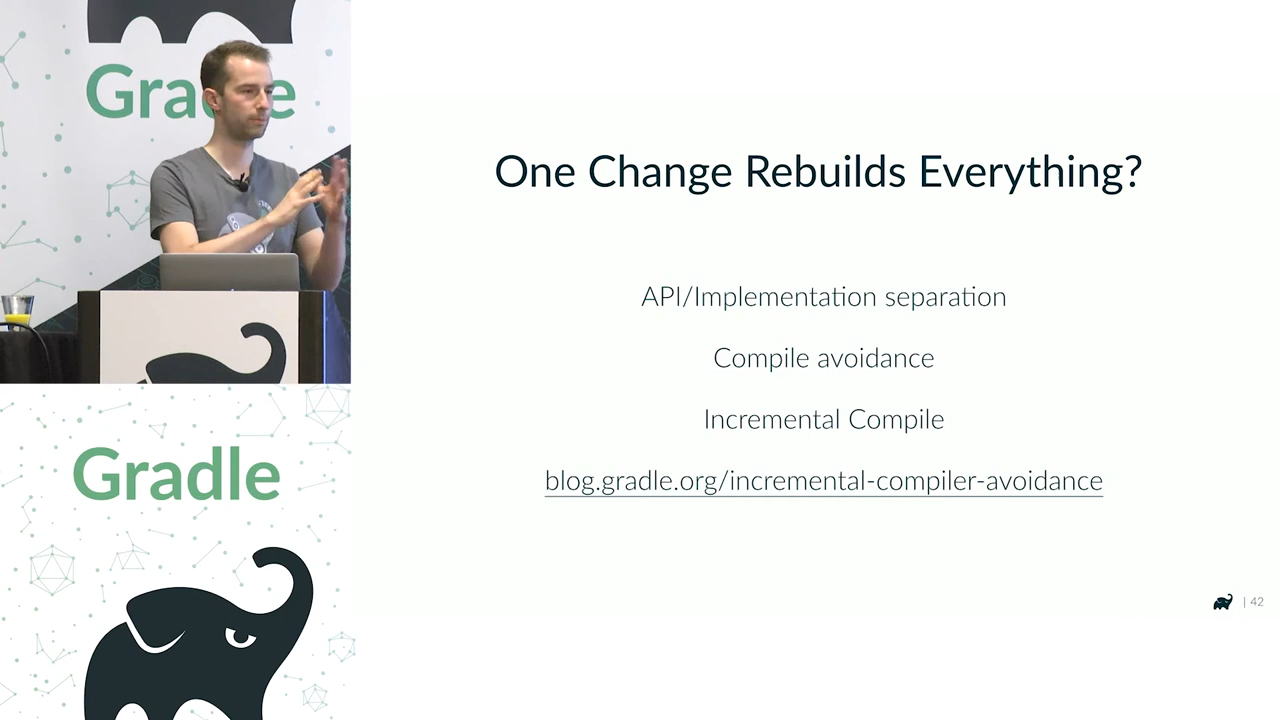 Gradle
One Change Rebuilds Everything?
API/Implementation separation
Compile avoidance
Incremental Compile
blog.gradle.org/incremental-compiler-avoidance
| 42
Gradle